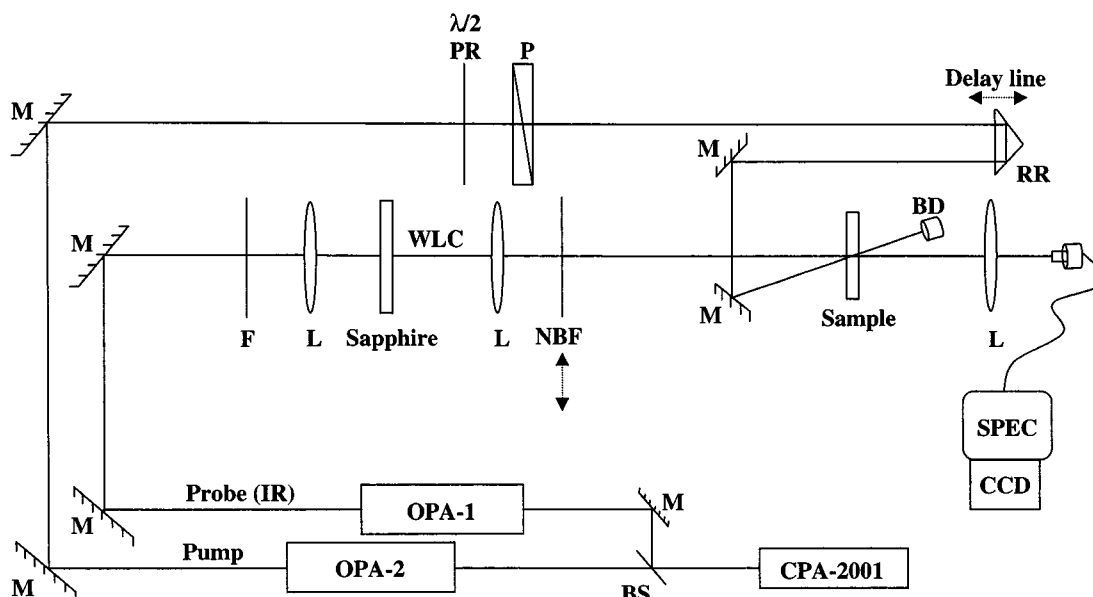 λ/2
PR
P
Delay line
M
M
RR
BD
M
WLC
M
F
L
Sapphire
L
NBF
Sample
L
SPEC
CCD
Probe (IR)
OPA-1
M
M
Pump
OPA-2
CPA-2001
M
BS